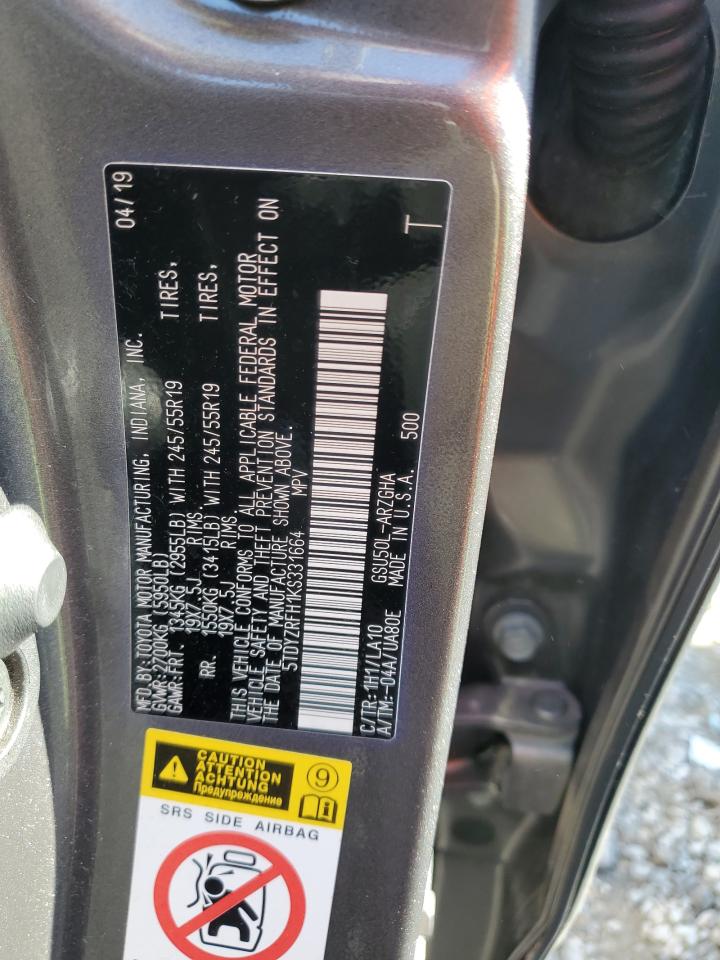 MFD.BY:TOYOTA MOTOR MANUFACTURING, INDIANA, INC. 04/19
GVWR:2700KG(5950LB)
GAWR:FRT. 1345KG (2955LB) WITH 245/55R19 TIRES,
19X7.5J RIMS
RR. 1550KG (3415LB) WITH 245/55R19 TIRES,
19X7.5J RIMS
THIS VEHICLE CONFORMS TO ALL APPLICABLE FEDERAL MOTOR
VEHICLE SAFETY AND THEFT PREVENTION STANDARDS IN EFFECT ON
THE DATE OF MANUFACTURE SHOWN ABOVE.
5TDYZRFH1KS331664 MPV
C/TR:1H1/LA10 GSU50L-ARZGHA
A/TM:-04A/UA80E MADE IN U.S.A. 500 T
CAUTION
ATTENTION
ACHTUNG
Предупреждение
9
SRS SIDE AIRBAG